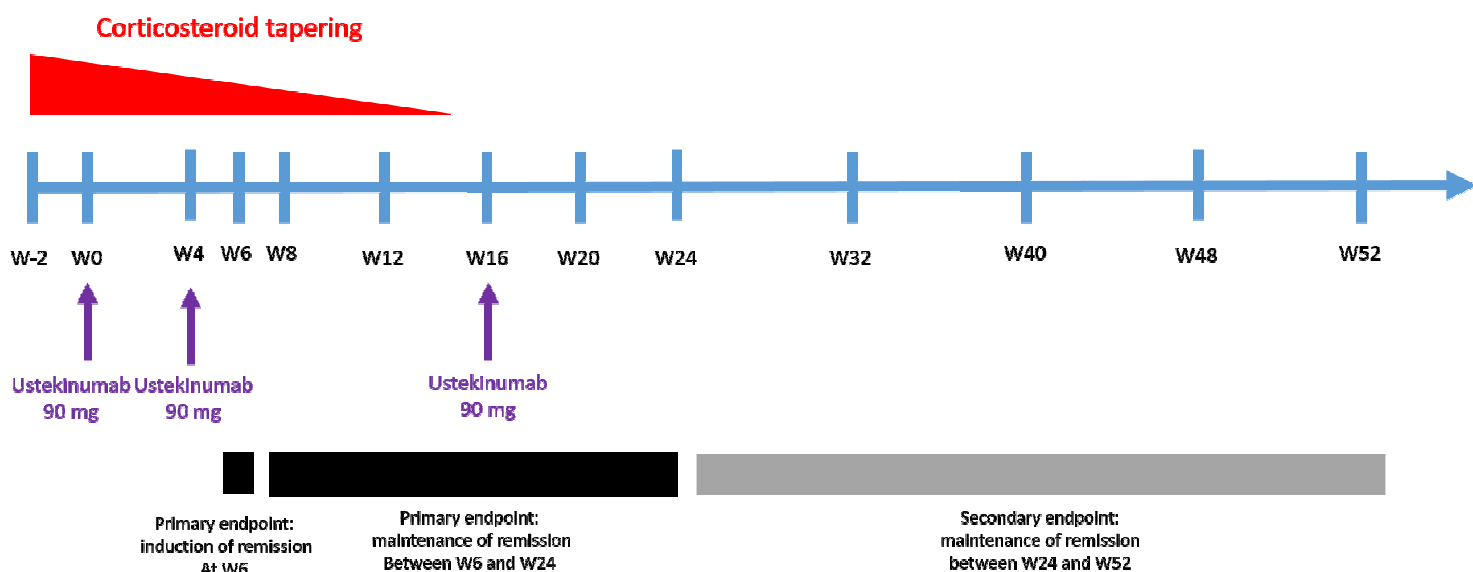 Corticosteroid tapering
W-2 W0 W4 W6 W8 W12 W16 W20 W24 W32 W40 W48 W52
Ustekinumab Ustekinumab Ustekinumab
90 mg 90 mg 90 mg
Primary endpoint:
induction of remission
At W6
Primary endpoint:
maintenance of remission
Between W6 and W24
Secondary endpoint:
maintenance of remission
between W24 and W52